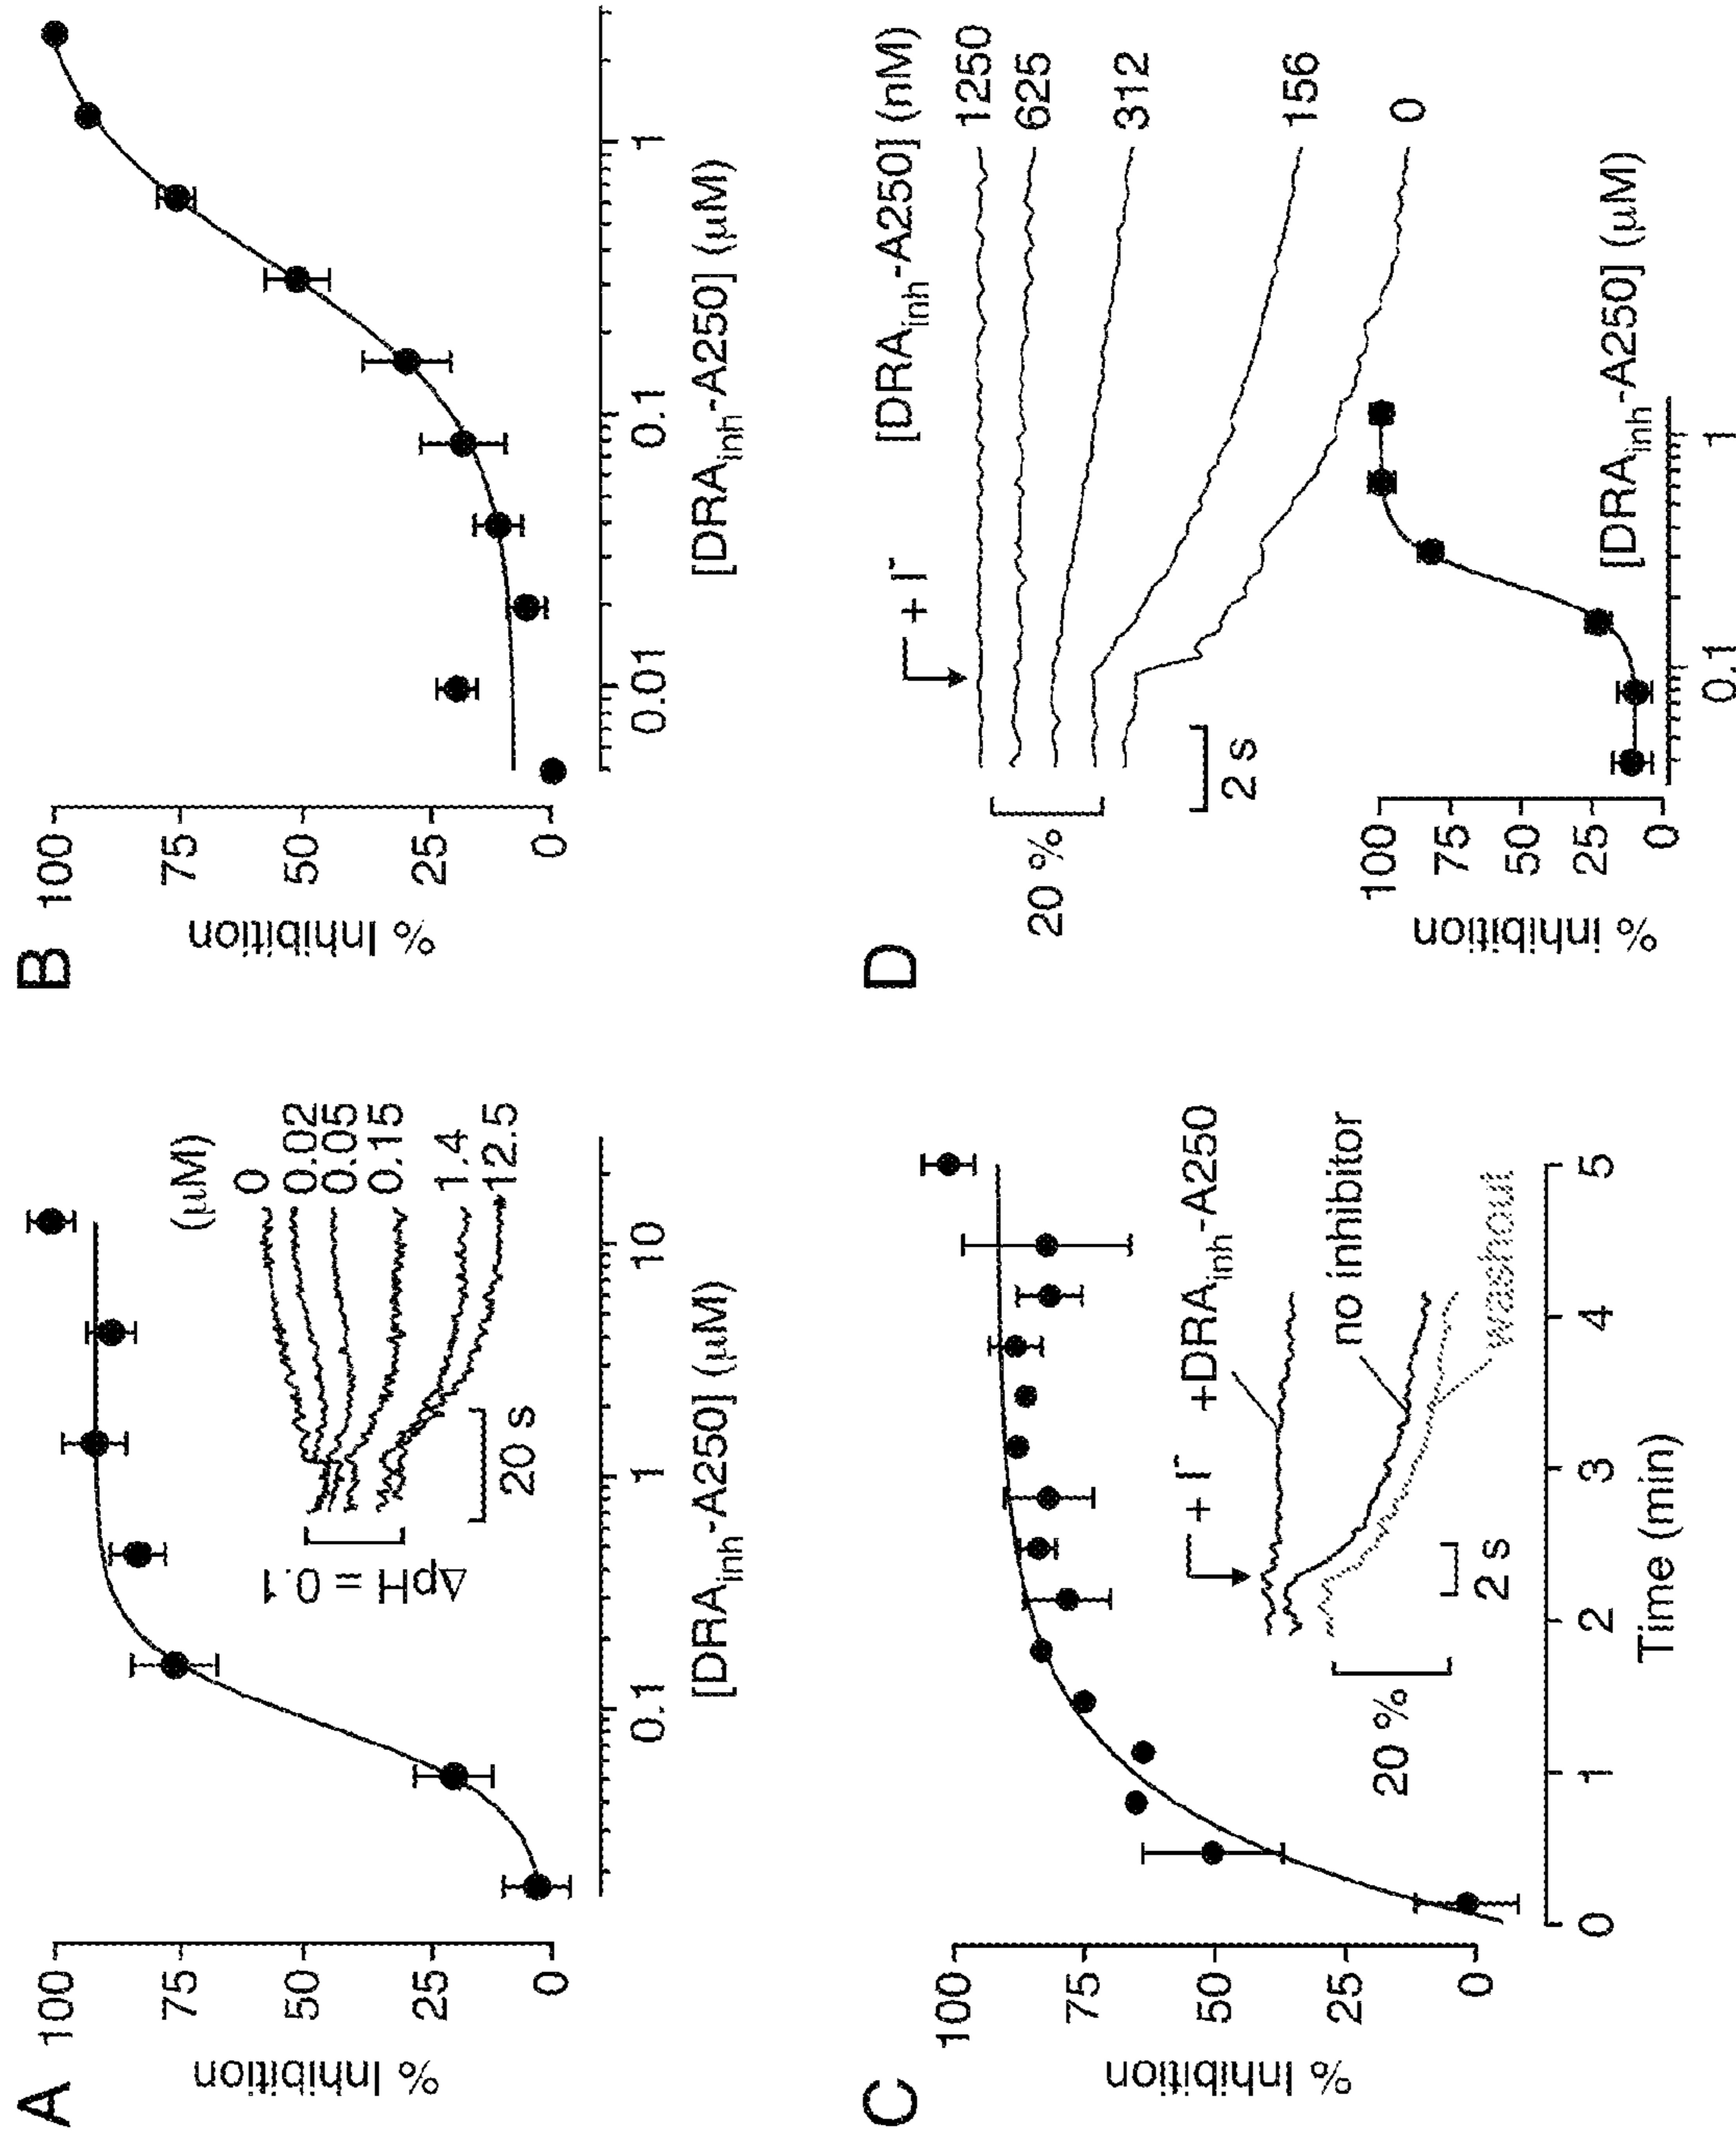 A
% Inhibition
100
75
50
25
0
ΔpH = 0.1
20 s
(μM)
0
0.02
0.05
0.15
1.4
12.5
0.1
1
10
[DRAinh-A250] (μM)
B
% Inhibition
100
75
50
25
0
0.01
0.1
1
[DRAinh-A250] (μM)
C
% Inhibition
100
75
50
25
0
20 %
2 s
+ I-
+DRAinh-A250
no inhibitor
washout
0
1
2
3
4
5
Time (min)
D
20 %
2 s
+ I-
[DRAinh-A250] (nM)
1250
625
312
156
0
% inhibition
100
75
50
25
0
0.1
1
[DRAinh-A250] (μM)